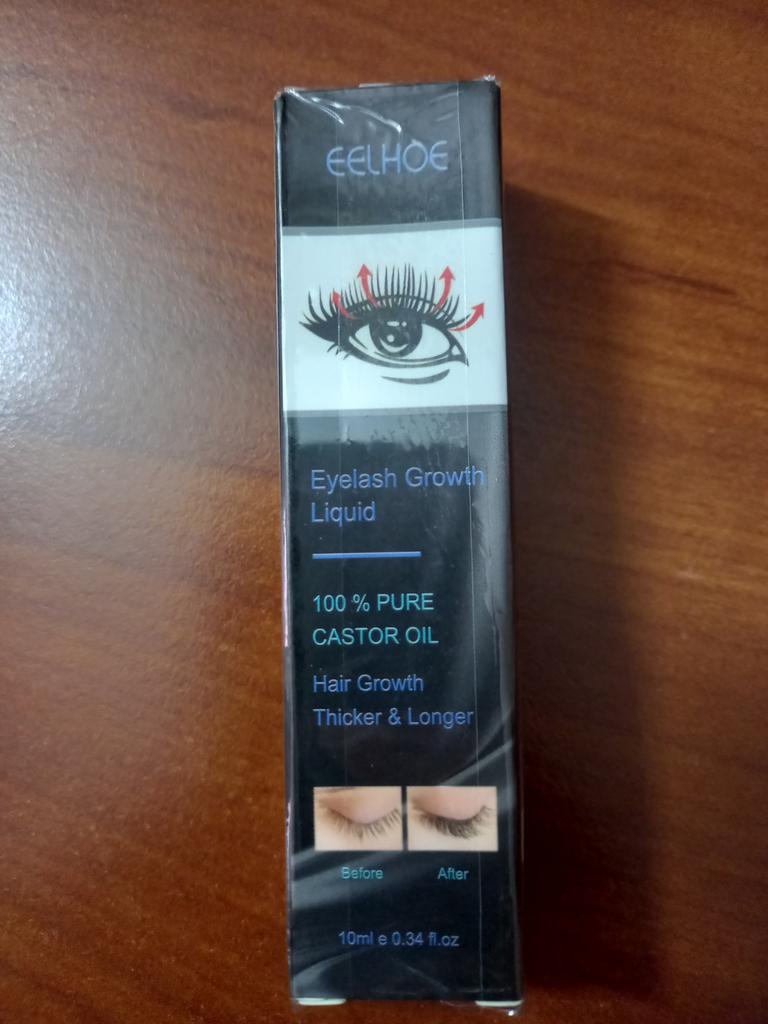 EELHOE
Eyelash Growth
Liquid
100 % PURE
CASTOR OIL
Hair Growth
Thicker & Longer
Before After
10ml e 0.34 fl.oz